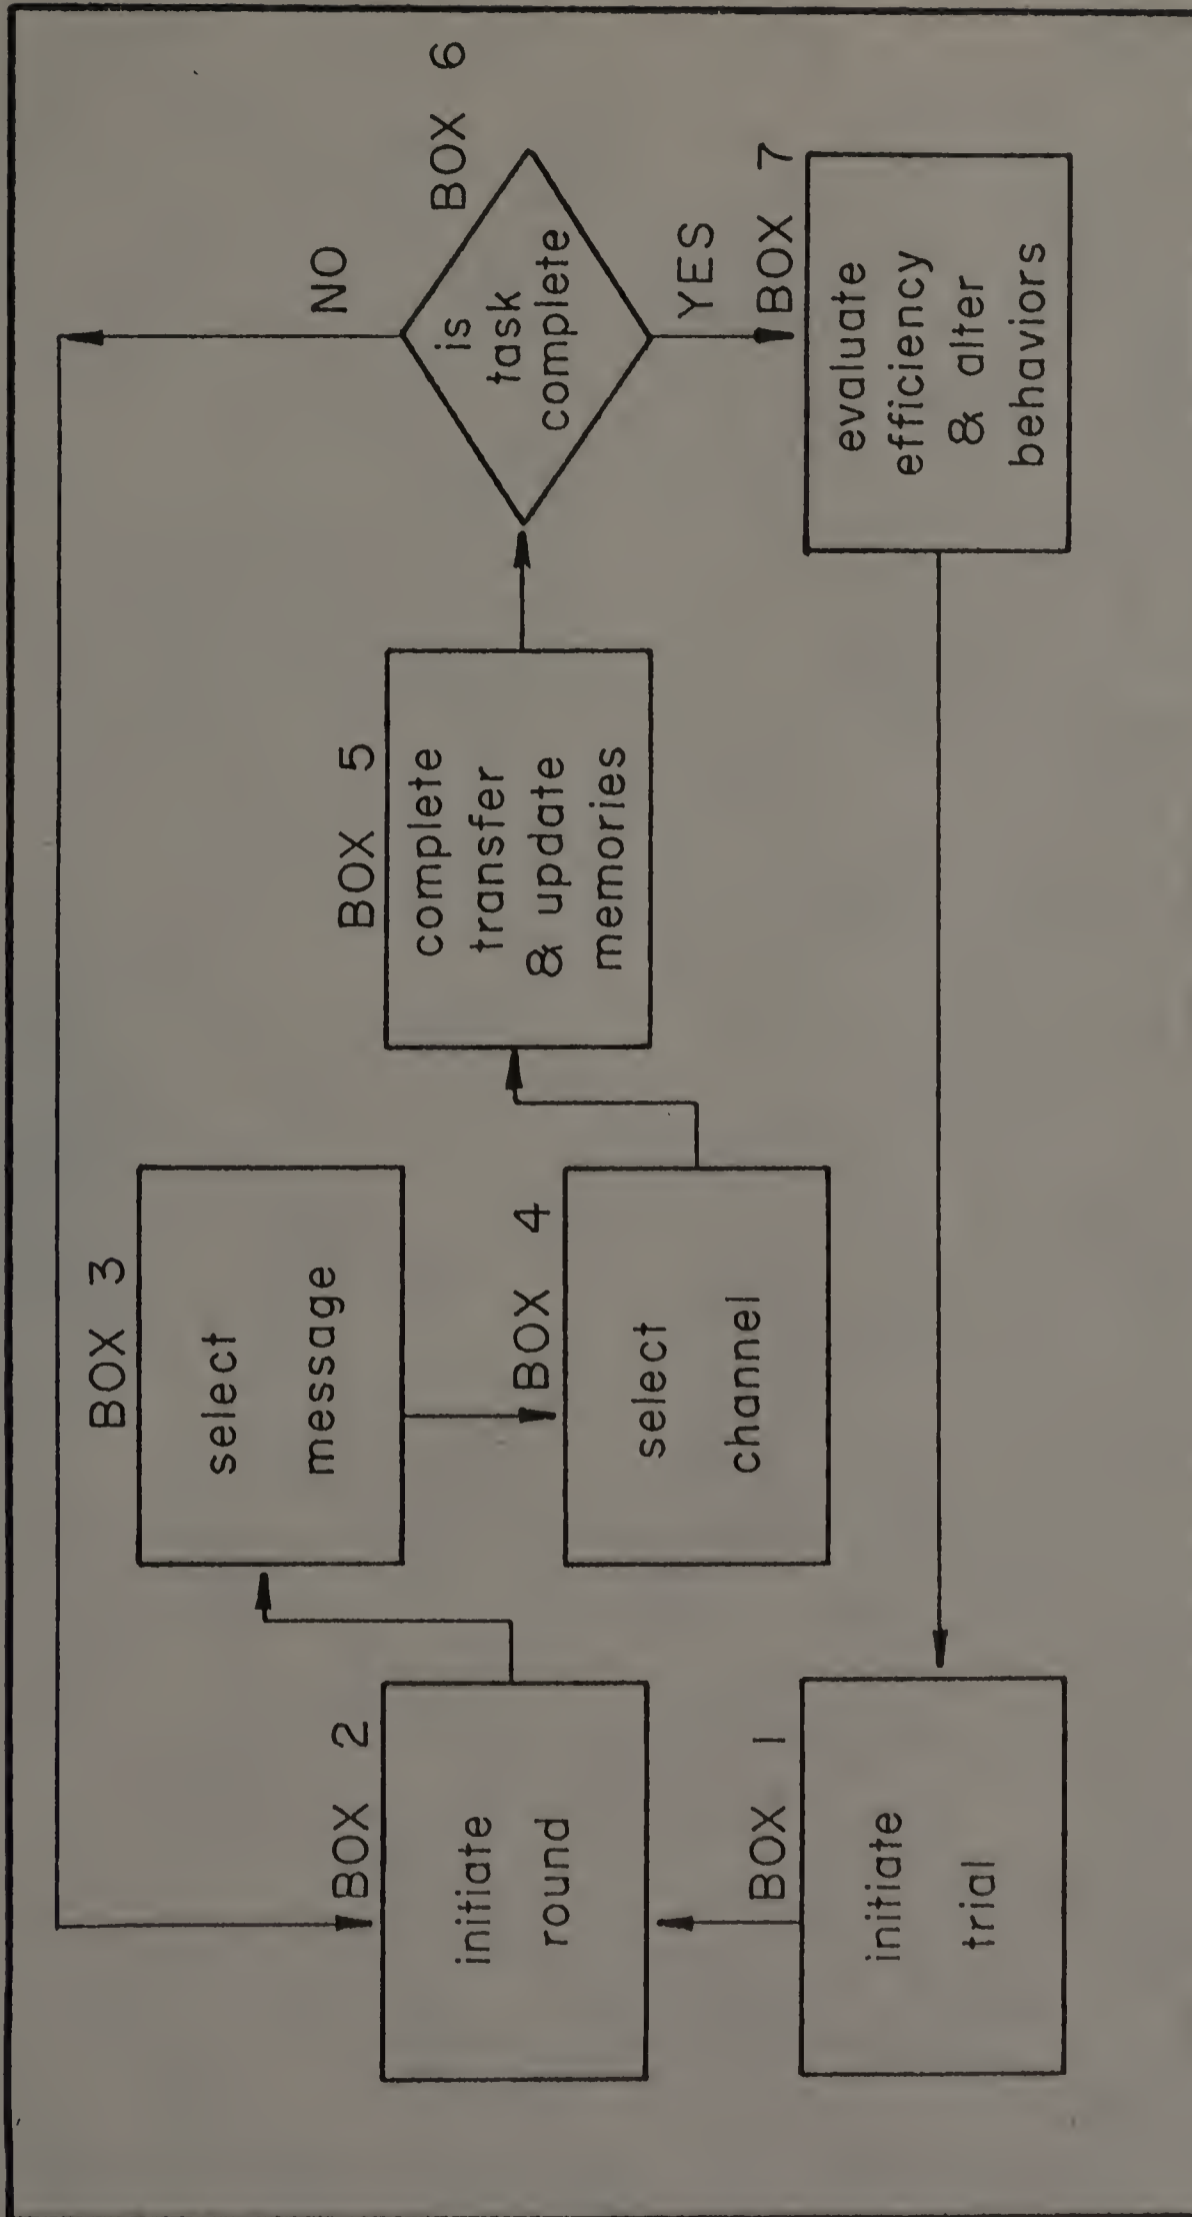 BOX 1
initiate
trial
BOX 2
initiate
round
BOX 3
select
message
BOX 4
select
channel
BOX 5
complete
transfer
& update
memories
BOX 6
is
task
complete
NO
YES
BOX 7
evaluate
efficiency
& alter
behaviors